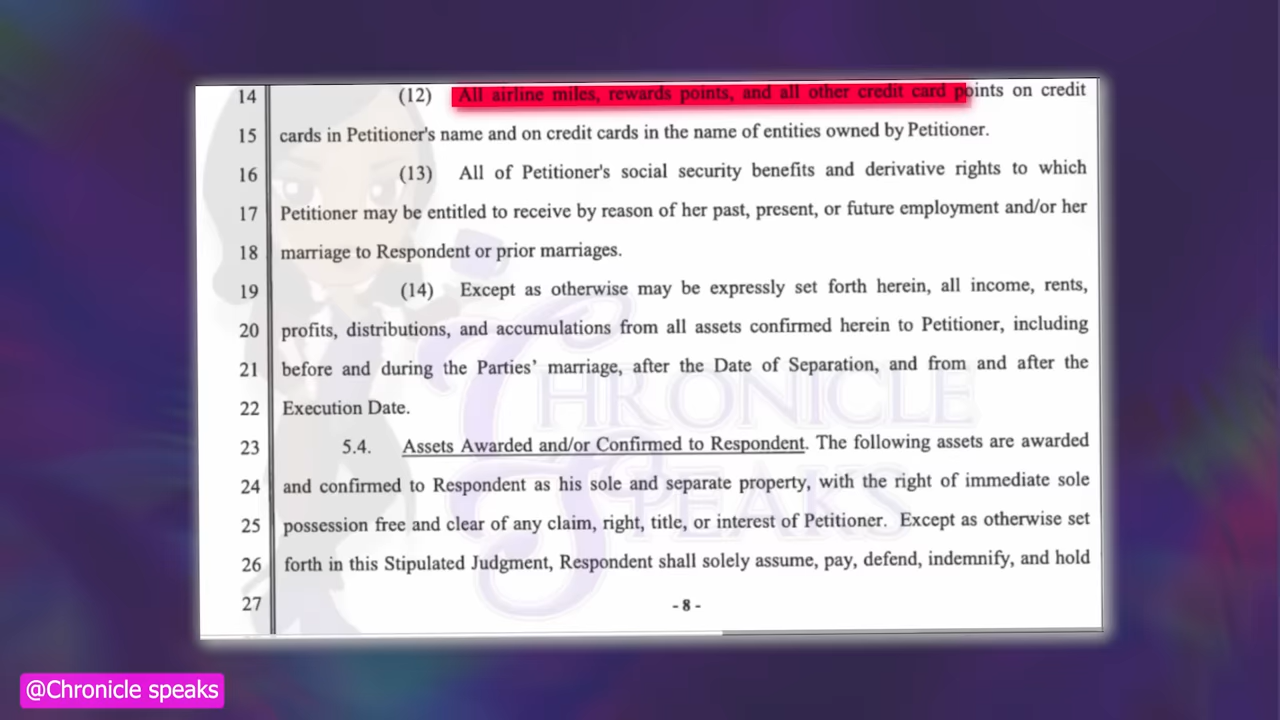 14 (12) All airline miles, rewards points, and all other credit card points on credit
15 cards in Petitioner's name and on credit cards in the name of entities owned by Petitioner.
16 (13) All of Petitioner's social security benefits and derivative rights to which
17 Petitioner may be entitled to receive by reason of her past, present, or future employment and/or her
18 marriage to Respondent or prior marriages.
19 (14) Except as otherwise may be expressly set forth herein, all income, rents,
20 profits, distributions, and accumulations from all assets confirmed herein to Petitioner, including
21 before and during the Parties' marriage, after the Date of Separation, and from and after the
22 Execution Date.
23 5.4. Assets Awarded and/or Confirmed to Respondent. The following assets are awarded
24 and confirmed to Respondent as his sole and separate property, with the right of immediate sole
25 possession free and clear of any claim, right, title, or interest of Petitioner. Except as otherwise set
26 forth in this Stipulated Judgment, Respondent shall solely assume, pay, defend, indemnify, and hold
27 - 8 -
CHRONICLE
SPEAKS
@Chronicle speaks